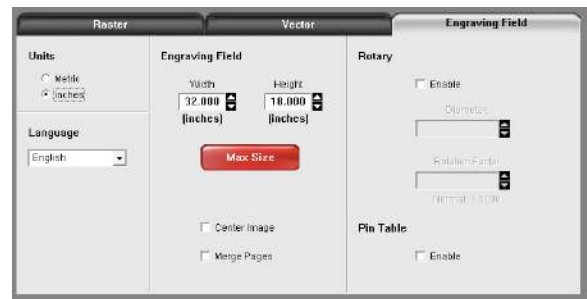 Raster
Vector
Engraving Field
Units
Metric
inches
Language
English
Engraving Field
Width
Height
32.000
18.000
(inches)
(inches)
Max Size
Center Image
Merge Pages
Rotary
Enable
Diameter
Rotation Factor
Pin Table
Enable